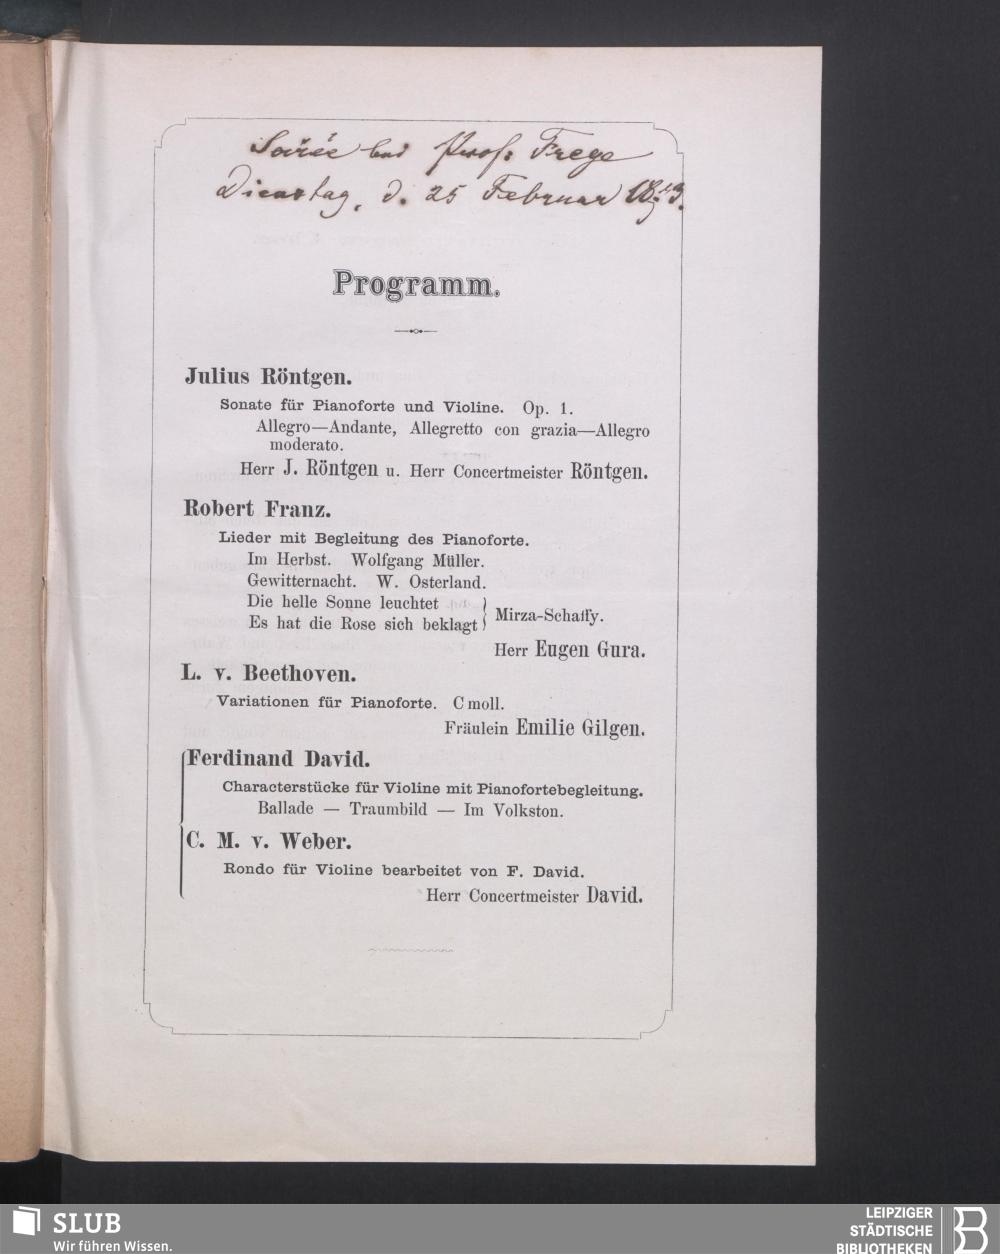 Soirée bei Prof. Frege
Dienstag, d. 25 Februar
Programm.
Julius Röntgen.
Sonate für Pianoforte und Violine. Op. 1.
Allegro—Andante, Allegretto con grazia—Allegro
moderato.
Herr J. Röntgen u. Herr Concertmeister Röntgen.
Robert Franz.
Lieder mit Begleitung des Pianoforte.
Im Herbst. Wolfgang Müller.
Gewitternacht. W. Osterland.
Die helle Sonne leuchtet
Es hat die Rose sich beklagt
Mirza-Schaffy.
Herr Eugen Gura.
L. v. Beethoven.
Variationen für Pianoforte. C moll.
Fräulein Emilie Gilgen.
Ferdinand David.
Characterstücke für Violine mit Pianofortebegleitung.
Ballade — Traumbild — Im Volkston.
C. M. v. Weber.
Rondo für Violine bearbeitet von F. David.
Herr Concertmeister David.
SLUB
Wir führen Wissen.
LEIPZIGER
STÄDTISCHE
BIBLIOTHEKEN